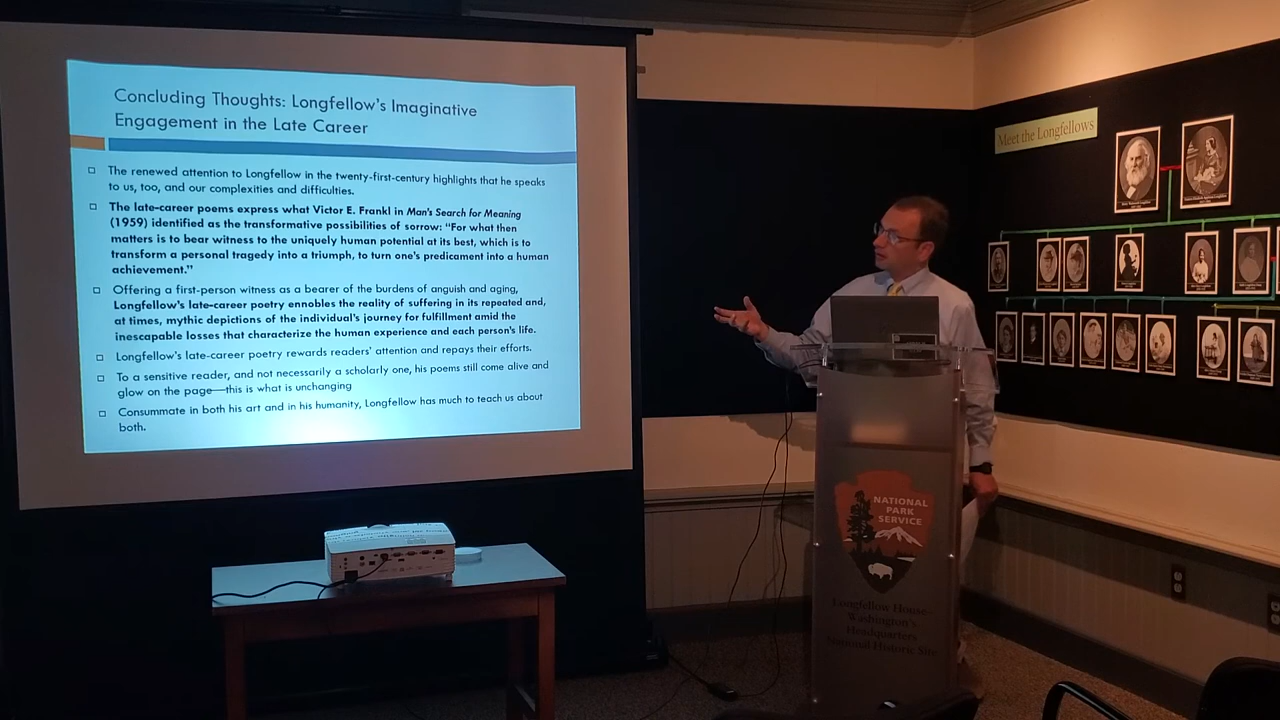 Concluding Thoughts: Longfellow's Imaginative
Engagement in the Late Career
The renewed attention to Longfellow in the twenty-first-century highlights that he speaks
to us, too, and our complexities and difficulties.
The late-career poems express what Victor E. Frankl in Man's Search for Meaning
(1959) identified as the transformative possibilities of sorrow: "For what then
matters is to bear witness to the uniquely human potential at its best, which is to
transform a personal tragedy into a triumph, to turn one's predicament into a human
achievement."
Offering a first-person witness as a bearer of the burdens of anguish and aging,
Longfellow's late-career poetry ennobles the reality of suffering in its repeated and,
at times, mythic depictions of the individual's journey for fulfillment amid the
inescapable losses that characterize the human experience and each person's life.
Longfellow's late-career poetry rewards readers' attention and repays their efforts.
To a sensitive reader, and not necessarily a scholarly one, his poems still come alive and
glow on the page—this is what is unchanging
Consummate in both his art and in his humanity, Longfellow has much to teach us about
both.
Meet the Longfellows
NATIONAL
PARK
SERVICE
Longfellow House–
Washington's
Headquarters
National Historic Site